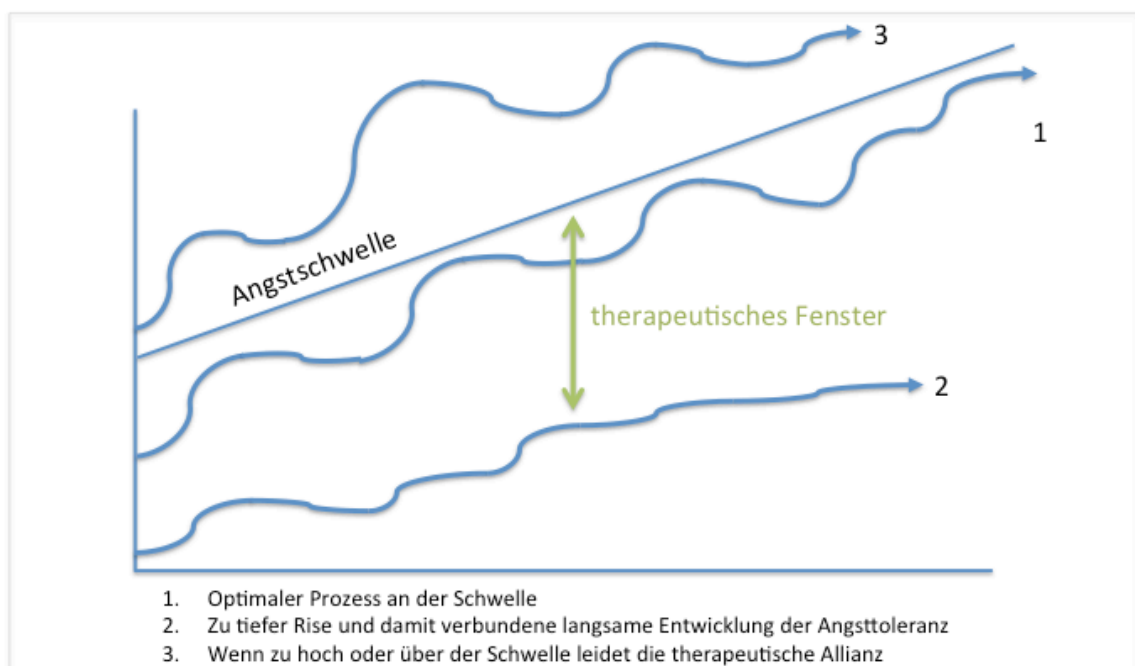 3
1
Angstschwelle
therapeutisches Fenster
2
1. Optimaler Prozess an der Schwelle
2. Zu tiefer Rise und damit verbundene langsame Entwicklung der Angsttoleranz
3. Wenn zu hoch oder über der Schwelle leidet die therapeutische Allianz